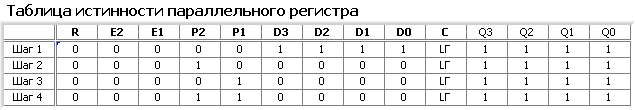 Таблица истинности параллельного регистра
R E2 E1 P2 P1 D3 D2 D1 D0 C Q3 Q2 Q1 Q0
Шаг 1 0 0 0 0 0 1 1 1 1 ↓Г 1 1 1 1
Шаг 2 0 0 0 1 0 0 0 0 0 ↓Г 1 1 1 1
Шаг 3 0 0 0 0 1 0 0 0 0 ↓Г 1 1 1 1
Шаг 4 0 0 0 1 1 0 0 0 0 ↓Г 1 1 1 1